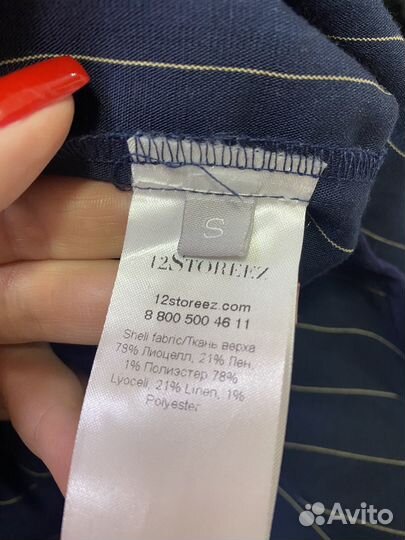 S
12STOREEZ
12storeez.com
8 800 500 46 11
Shell fabric/Ткань верха
78% Лиоцелл, 21% Лен,
1% Полиэстер 78%
Lyocell, 21% Linen, 1%
Polyester
Avito